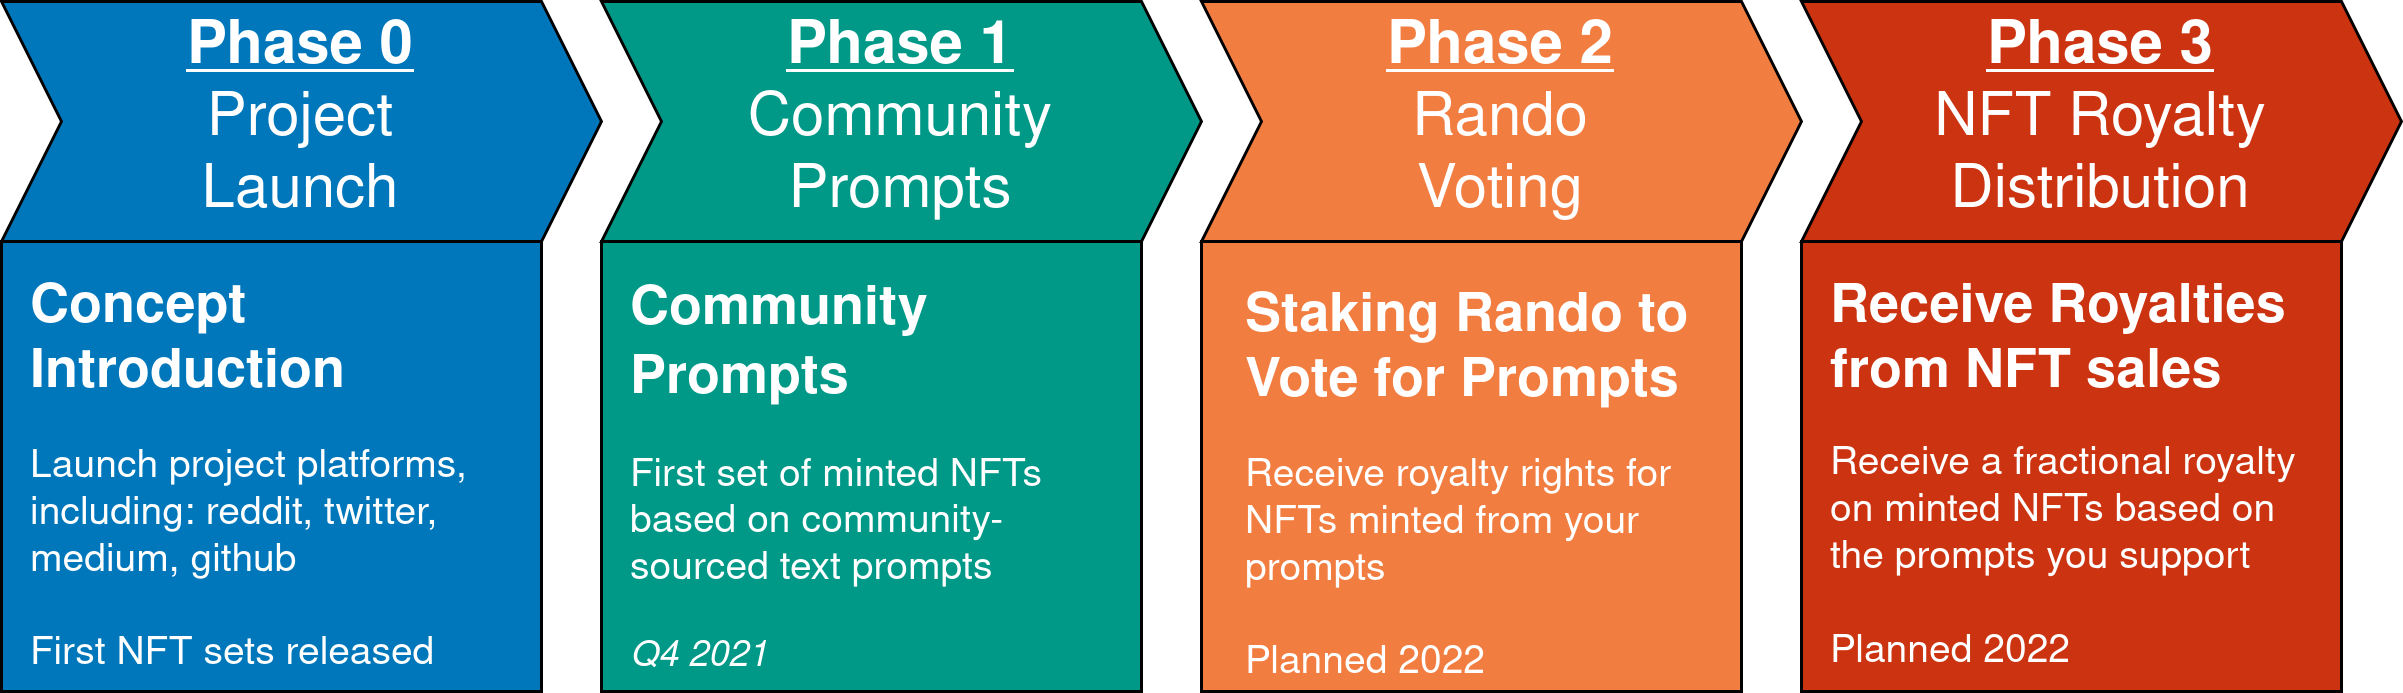 Phase 0
Project
Launch
Concept
Introduction
Launch project platforms,
including: reddit, twitter,
medium, github
First NFT sets released
Phase 1
Community
Prompts
Community
Prompts
First set of minted NFTs
based on community-
sourced text prompts
Q4 2021
Phase 2
Rando
Voting
Staking Rando to
Vote for Prompts
Receive royalty rights for
NFTs minted from your
prompts
Planned 2022
Phase 3
NFT Royalty
Distribution
Receive Royalties
from NFT sales
Receive a fractional royalty
on minted NFTs based on
the prompts you support
Planned 2022